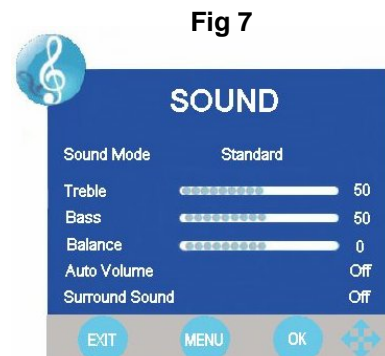 Fig 7
SOUND
Sound Mode Standard
Treble 50
Bass 50
Balance 0
Auto Volume Off
Surround Sound Off
EXIT MENU OK